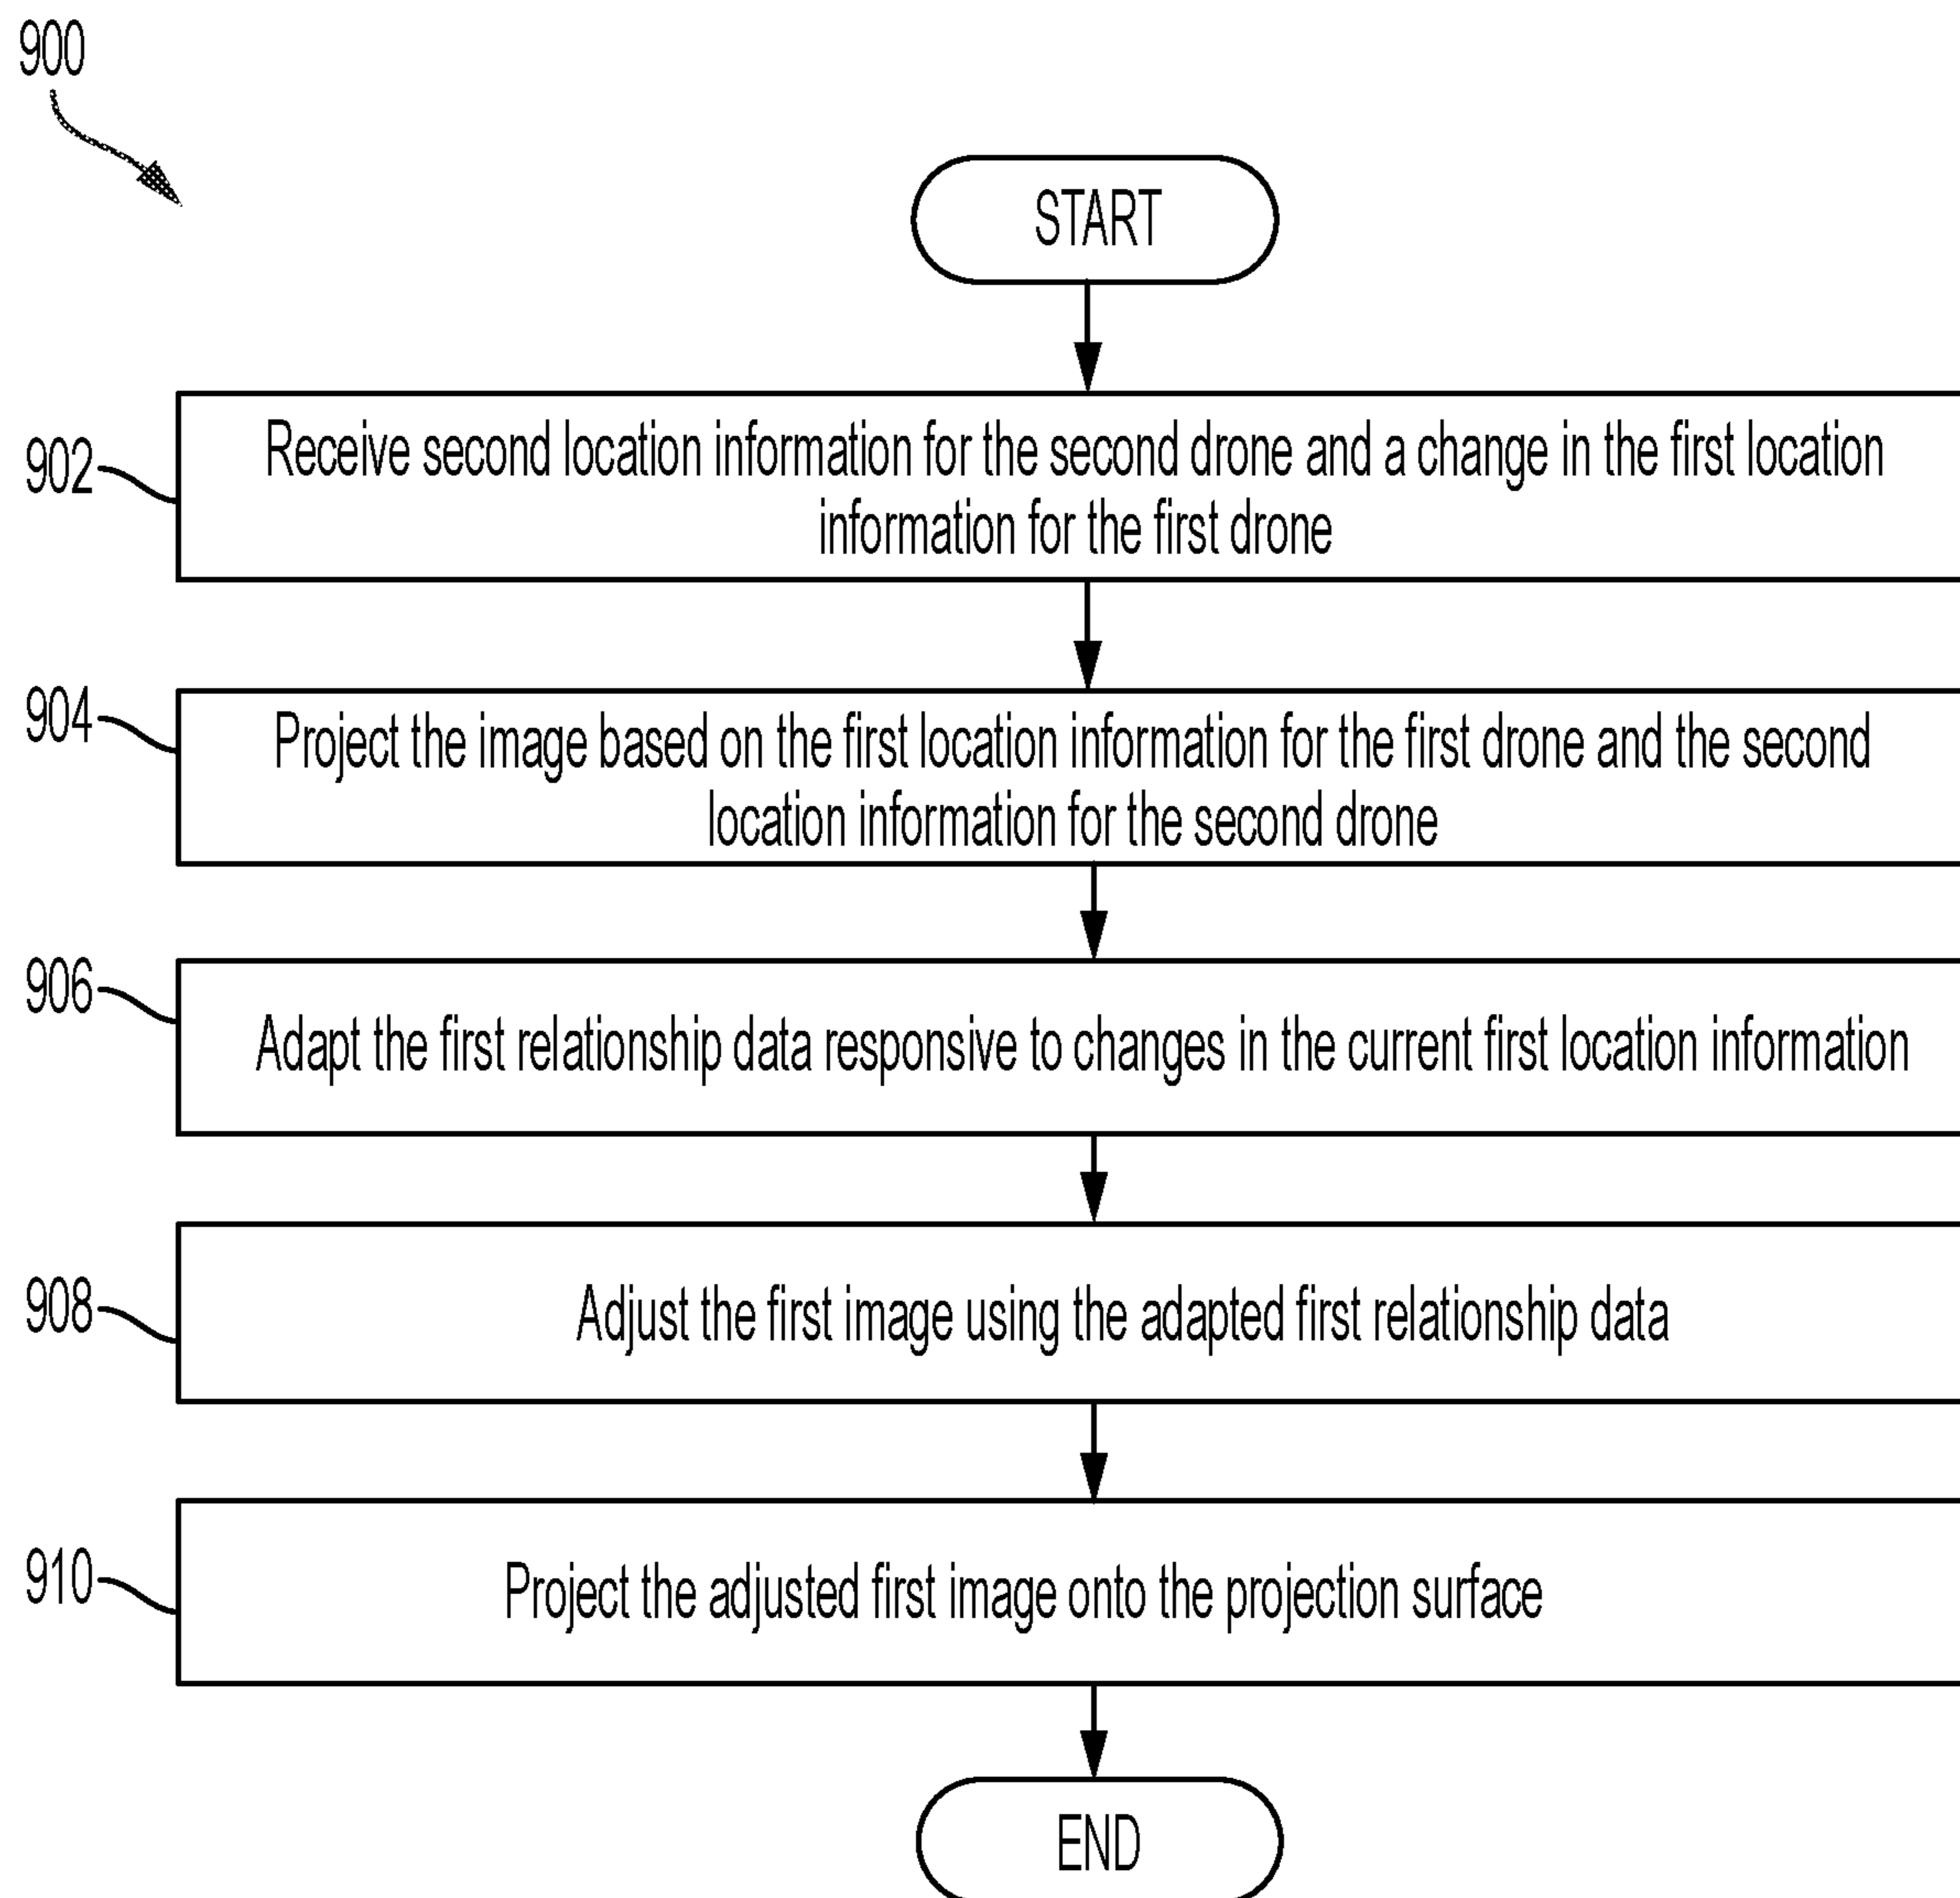 900
START
902
Receive second location information for the second drone and a change in the first location
information for the first drone
904
Project the image based on the first location information for the first drone and the second
location information for the second drone
906
Adapt the first relationship data responsive to changes in the current first location information
908
Adjust the first image using the adapted first relationship data
910
Project the adjusted first image onto the projection surface
END